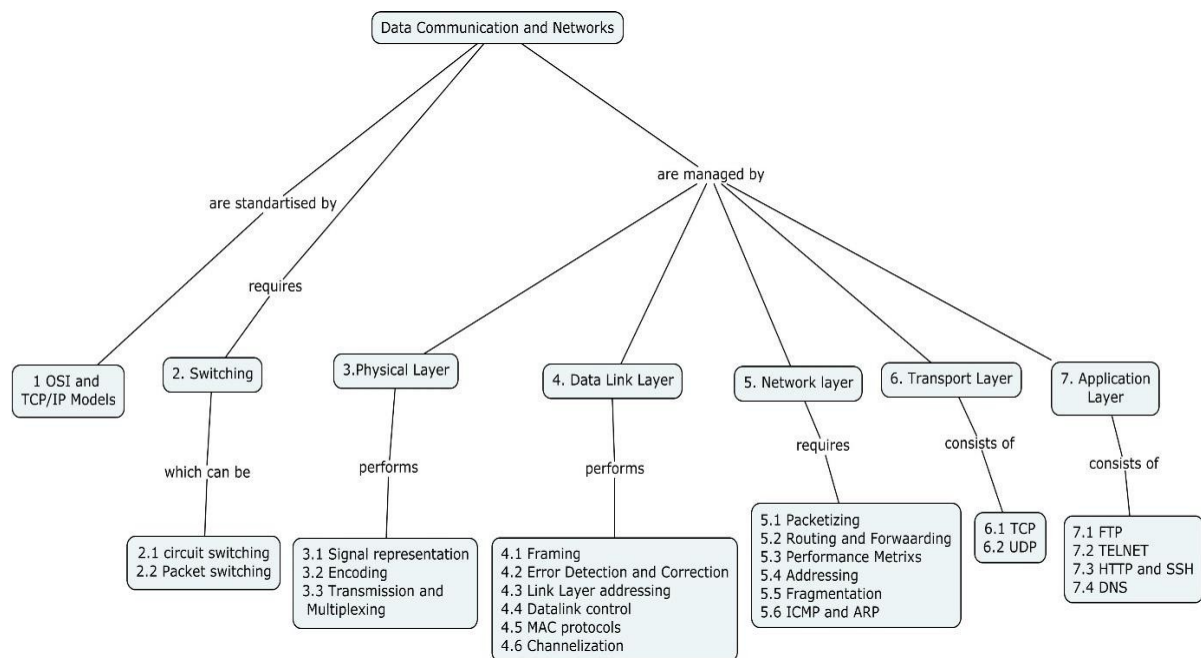 Data Communication and Networks
are managed by
are standartised by
requires
1 OSI and
TCP/IP Models
2. Switching
3.Physical Layer
4. Data Link Layer
5. Network layer
6. Transport Layer
7. Application
Layer
which can be
performs
performs
requires
consists of
consists of
2.1 circuit switching
2.2 Packet switching
3.1 Signal representation
3.2 Encoding
3.3 Transmission and
Multiplexing
4.1 Framing
4.2 Error Detection and Correction
4.3 Link Layer addressing
4.4 Datalink control
4.5 MAC protocols
4.6 Channelization
5.1 Packetizing
5.2 Routing and Forwaarding
5.3 Performance Metrixs
5.4 Addressing
5.5 Fragmentation
5.6 ICMP and ARP
6.1 TCP
6.2 UDP
7.1 FTP
7.2 TELNET
7.3 HTTP and SSH
7.4 DNS